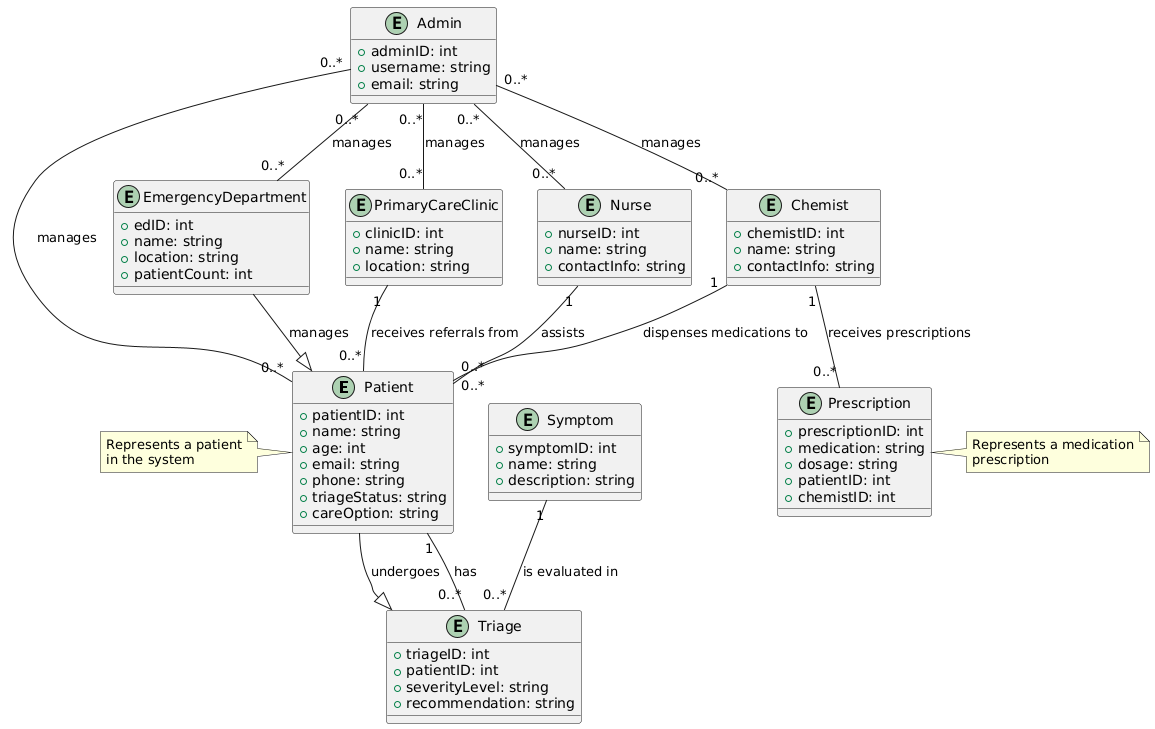 E Admin
adminID: int
username: string
email: string
0..*
0..*
0..*
0..*
0..*
manages
manages
manages
manages
0..*
0..*
0..*
0..*
E EmergencyDepartment
edID: int
name: string
location: string
patientCount: int
E PrimaryCareClinic
clinicID: int
name: string
location: string
E Nurse
nurseID: int
name: string
contactInfo: string
E Chemist
chemistID: int
name: string
contactInfo: string
manages
1
1
1
1
manages
receives referrals from
assists
dispenses medications to
receives prescriptions
0..*
0..*
0..*
0..*
0..*
E Patient
patientID: int
name: string
age: int
email: string
phone: string
triageStatus: string
careOption: string
Represents a patient
in the system
E Symptom
symptomID: int
name: string
description: string
E Prescription
prescriptionID: int
medication: string
dosage: string
patientID: int
chemistID: int
Represents a medication
prescription
1
1
undergoes
has
is evaluated in
0..*
0..*
E Triage
triageID: int
patientID: int
severityLevel: string
recommendation: string